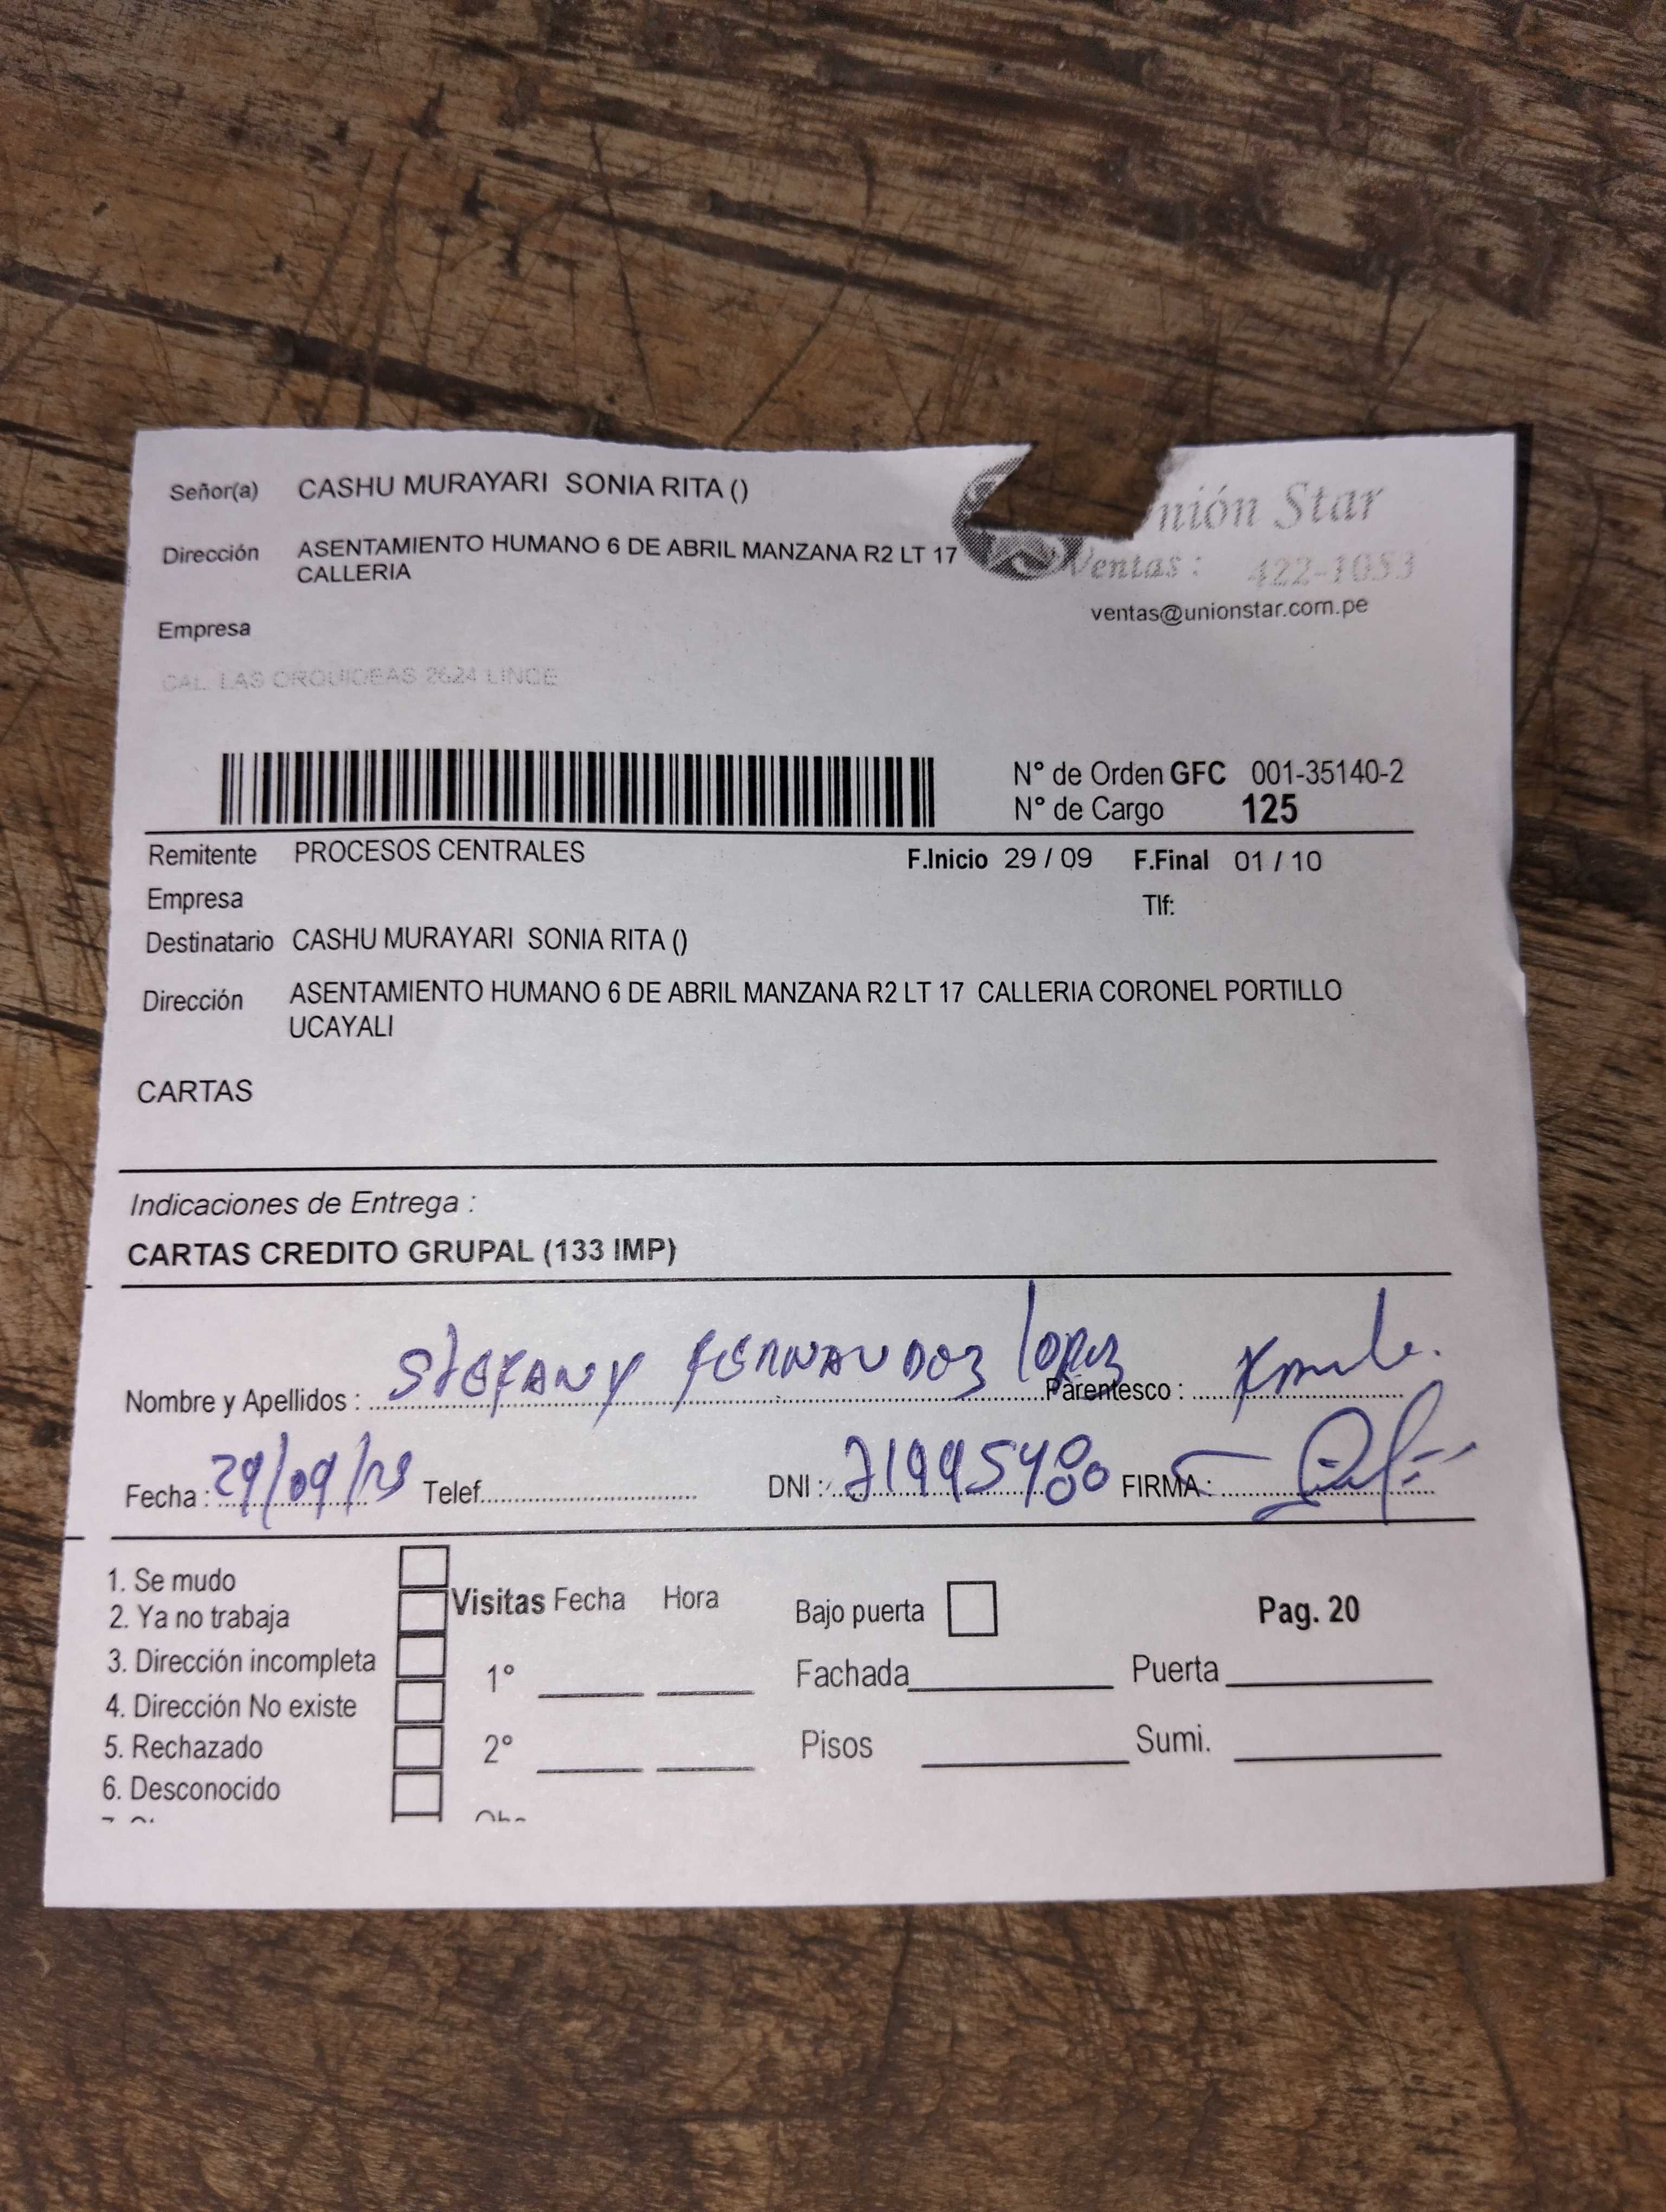 Señor(a) CASHU MURAYARI SONIA RITA ()
Dirección ASENTAMIENTO HUMANO 6 DE ABRIL MANZANA R2 LT 17
CALLERIA
nión Star
Ventas : 422-1053
ventas@unionstar.com.pe
Empresa
CAL. LAS ORQUIDEAS 2624 LINCE
N° de Orden GFC 001-35140-2
N° de Cargo 125
Remitente PROCESOS CENTRALES F.Inicio 29 / 09 F.Final 01 / 10
Empresa Tlf:
Destinatario CASHU MURAYARI SONIA RITA ()
Dirección ASENTAMIENTO HUMANO 6 DE ABRIL MANZANA R2 LT 17 CALLERIA CORONEL PORTILLO
UCAYALI
CARTAS
Indicaciones de Entrega :
CARTAS CREDITO GRUPAL (133 IMP)
Nombre y Apellidos : STEFANY FERNANDEZ LOPEZ Parentesco :
Fecha : 29/09/25 Telef. DNI : FIRMA :
1. Se mudo
2. Ya no trabaja
3. Dirección incompleta
4. Dirección No existe
5. Rechazado
6. Desconocido
Visitas Fecha Hora
1°
2°
Bajo puerta Pag. 20
Fachada Puerta
Pisos Sumi.